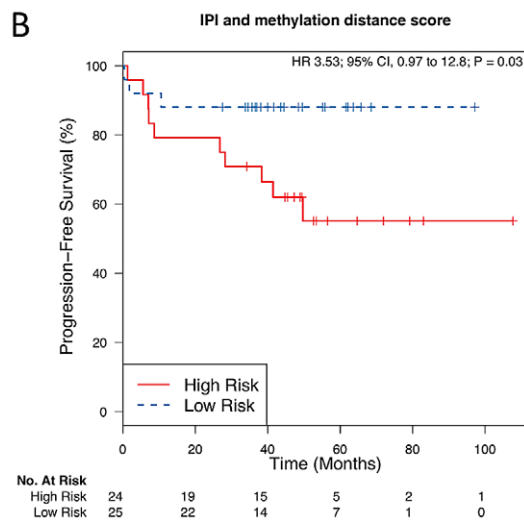 B
IPI and methylation distance score
HR 3.53; 95% CI, 0.97 to 12.8; P = 0.03
Progression−Free Survival (%)
100
80
60
40
20
0
High Risk
Low Risk
0 20 40 60 80 100
Time (Months)
No. At Risk
High Risk 24 19 15 5 2 1
Low Risk 25 22 14 7 1 0